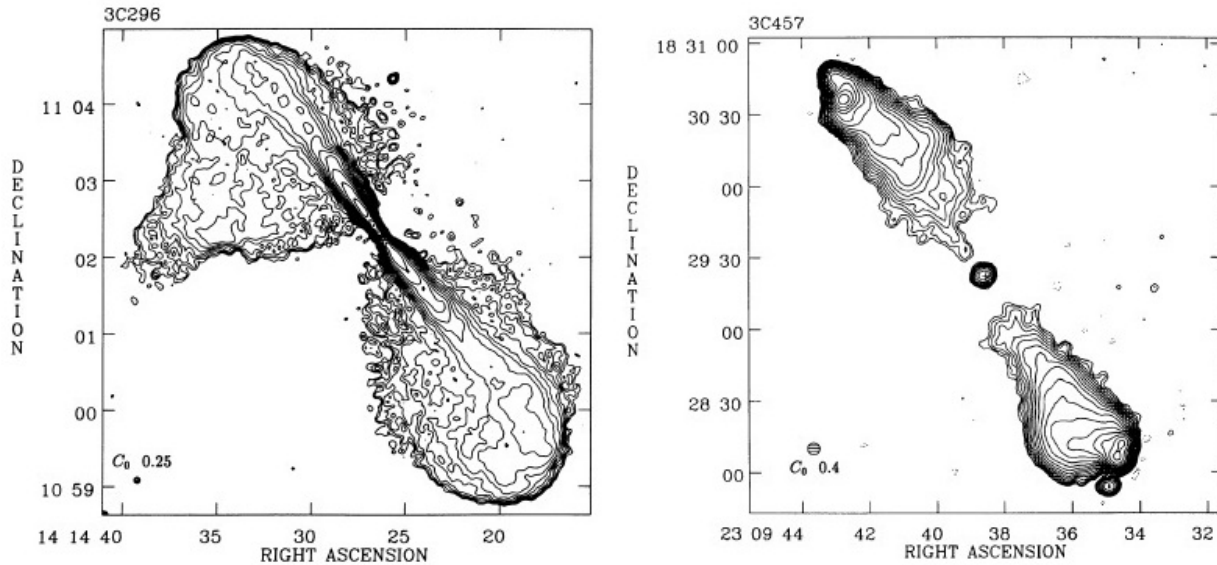 3C296
11 04
03
02
01
00
10 59
DECLINATION
C₀ 0.25
14 14 40 35 30 25 20
RIGHT ASCENSION
3C457
18 31 00
30 30
00
29 30
00
28 30
00
DECLINATION
C₀ 0.4
23 09 44 42 40 38 36 34 32
RIGHT ASCENSION